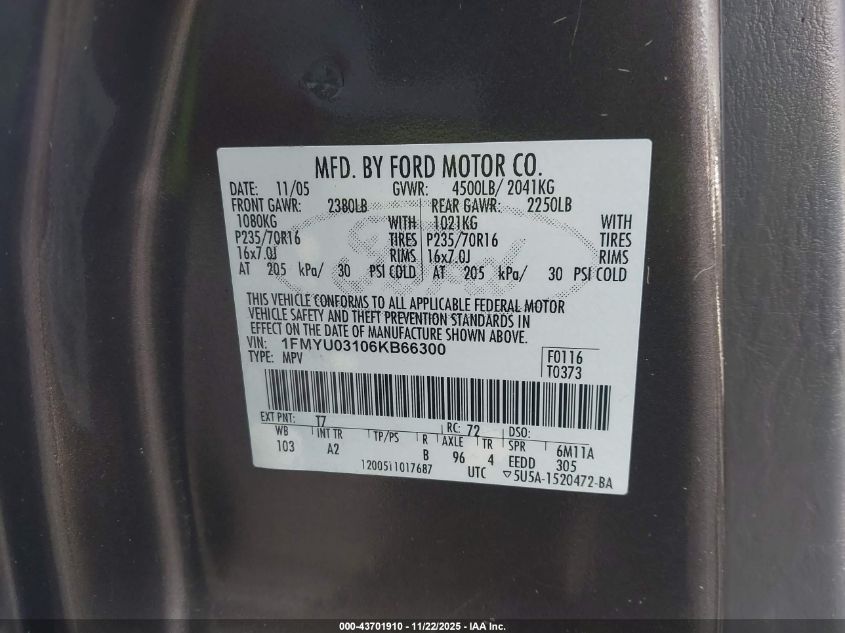 MFD. BY FORD MOTOR CO.
DATE: 11/05 GVWR: 4500LB/ 2041KG
FRONT GAWR: 2380LB REAR GAWR: 2250LB
1080KG WITH 1021KG WITH
P235/70R16 TIRES P235/70R16 TIRES
16x7.0J RIMS 16x7.0J RIMS
AT 205 kPa/ 30 PSI COLD AT 205 kPa/ 30 PSI COLD
THIS VEHICLE CONFORMS TO ALL APPLICABLE FEDERAL MOTOR
VEHICLE SAFETY AND THEFT PREVENTION STANDARDS IN
EFFECT ON THE DATE OF MANUFACTURE SHOWN ABOVE.
VIN: 1FMYU03106KB66300
TYPE: MPV
F0116
T0373
EXT PNT: T7 RC: 72 DSO:
WB INT TR TP/PS R AXLE TR SPR 6M11A
103 A2 B 96 4 EEDD 305
1200511017687 UTC ▽5U5A-1520472-BA
Ford
000-43701910 - 11/22/2025 - IAA Inc.